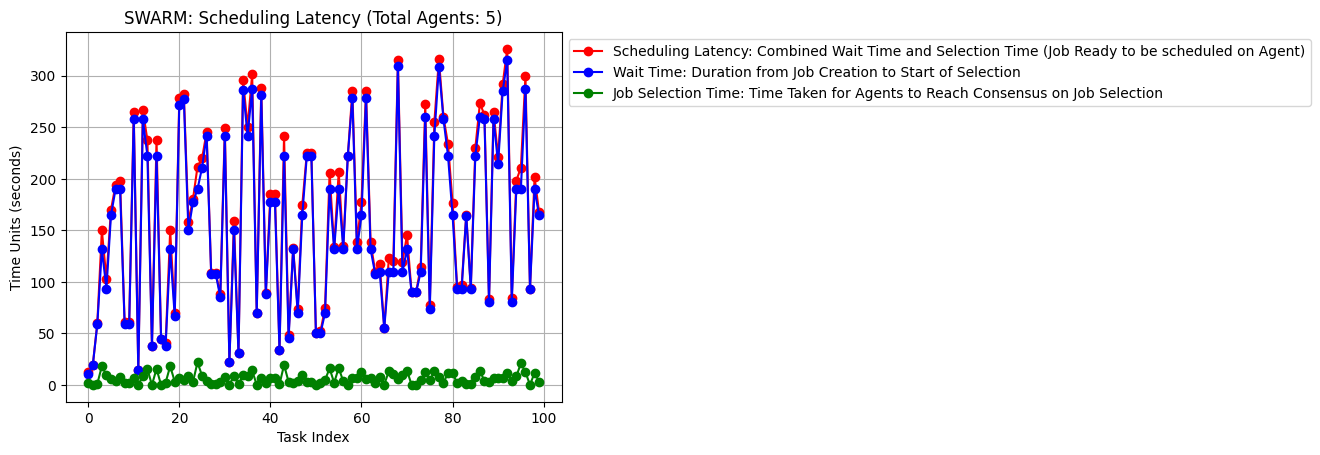 SWARM: Scheduling Latency (Total Agents: 5)
Scheduling Latency: Combined Wait Time and Selection Time (Job Ready to be scheduled on Agent)
Wait Time: Duration from Job Creation to Start of Selection
Job Selection Time: Time Taken for Agents to Reach Consensus on Job Selection
Time Units (seconds)
300
250
200
150
100
50
0
0 20 40 60 80 100
Task Index